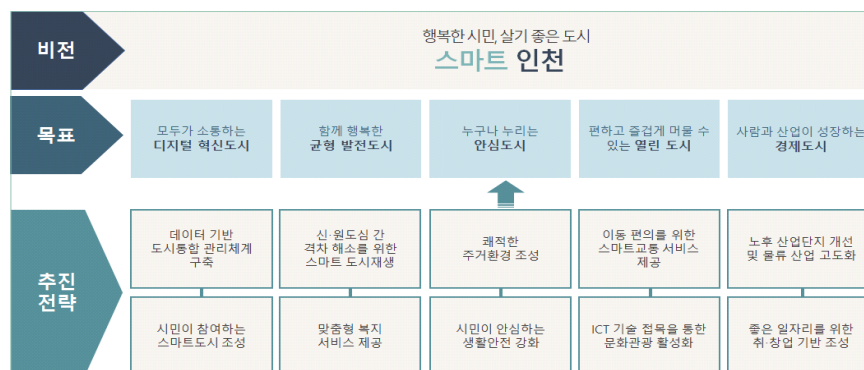 비전
행복한 시민, 살기 좋은 도시
스마트 인천
목표
모두가 소통하는
디지털 혁신도시
함께 행복한
균형 발전도시
누구나 누리는
안심도시
편하고 즐겁게 머물 수
있는 열린 도시
사람과 산업이 성장하는
경제도시
추진
전략
데이터 기반
도시통합 관리체계
구축
신·원도심 간
격차 해소를 위한
스마트 도시재생
쾌적한
주거환경 조성
이동 편의를 위한
스마트교통 서비스
제공
노후 산업단지 개선
및 물류 산업 고도화
시민이 참여하는
스마트도시 조성
맞춤형 복지
서비스 제공
시민이 안심하는
생활안전 강화
ICT 기술 접목을 통한
문화관광 활성화
좋은 일자리를 위한
취·창업 기반 조성